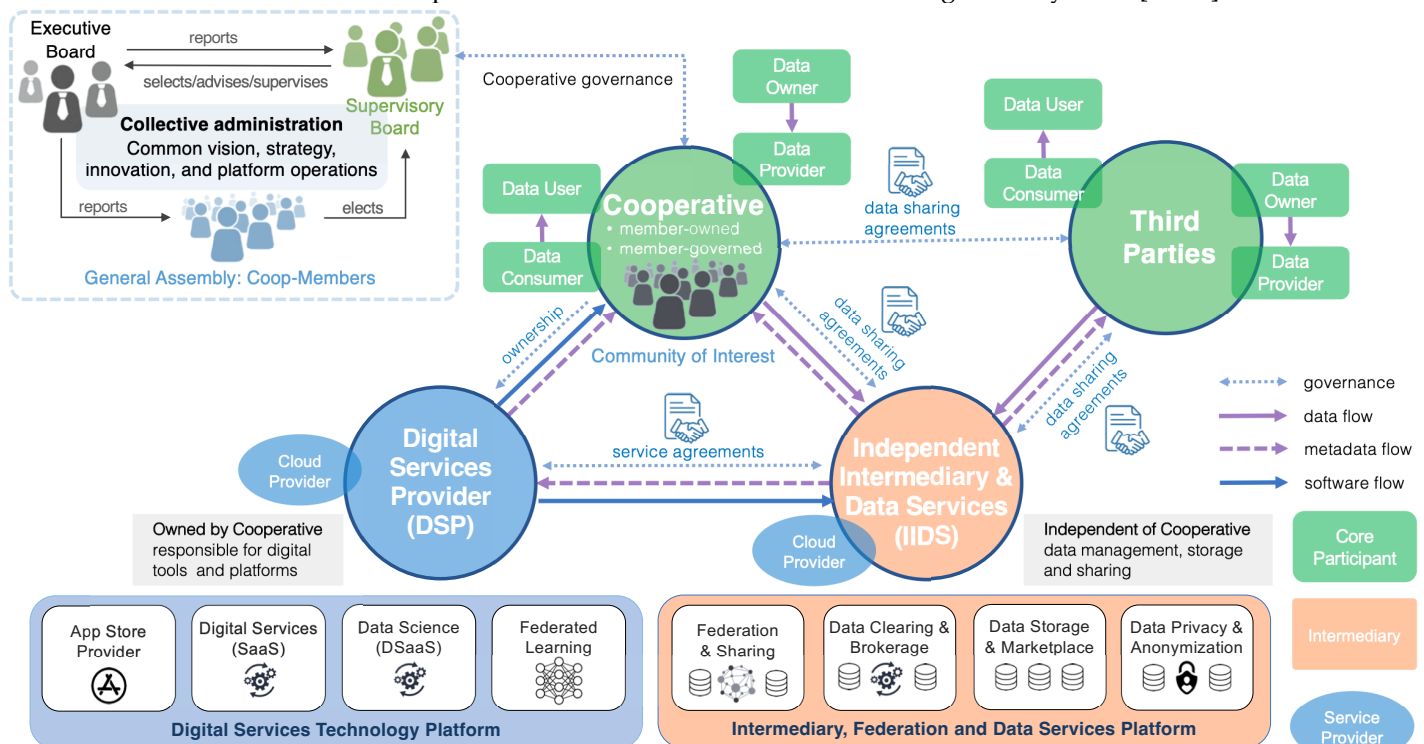 Executive
Board
reports
selects/advises/supervises
Supervisory
Board
Collective administration
Common vision, strategy,
innovation, and platform operations
reports
elects
General Assembly: Coop-Members
Cooperative governance
Data
Owner
Data
Provider
Data User
Data
Consumer
Cooperative
• member-owned
• member-governed
Community of Interest
data sharing
agreements
Data User
Data
Consumer
Third
Parties
Data
Owner
Data
Provider
ownership
data sharing
agreements
data sharing
agreements
service agreements
Digital
Services
Provider
(DSP)
Cloud
Provider
Independent
Intermediary &
Data Services
(IIDS)
Cloud
Provider
Owned by Cooperative
responsible for digital
tools and platforms
Independent of Cooperative
data management, storage
and sharing
governance
data flow
metadata flow
software flow
Core
Participant
Intermediary
Service
Provider
App Store
Provider
Digital Services
(SaaS)
Data Science
(DSaaS)
Federated
Learning
Digital Services Technology Platform
Federation
& Sharing
Data Clearing &
Brokerage
Data Storage
& Marketplace
Data Privacy &
Anonymization
Intermediary, Federation and Data Services Platform